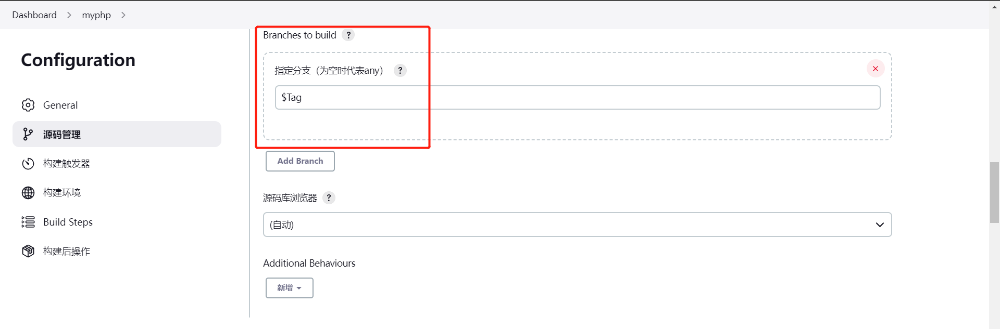 Dashboard > myphp >
Configuration
General
源码管理
构建触发器
构建环境
Build Steps
构建后操作
Branches to build ?
指定分支（为空时代表any） ?
$Tag
Add Branch
源码库浏览器 ?
(自动)
Additional Behaviours
新增